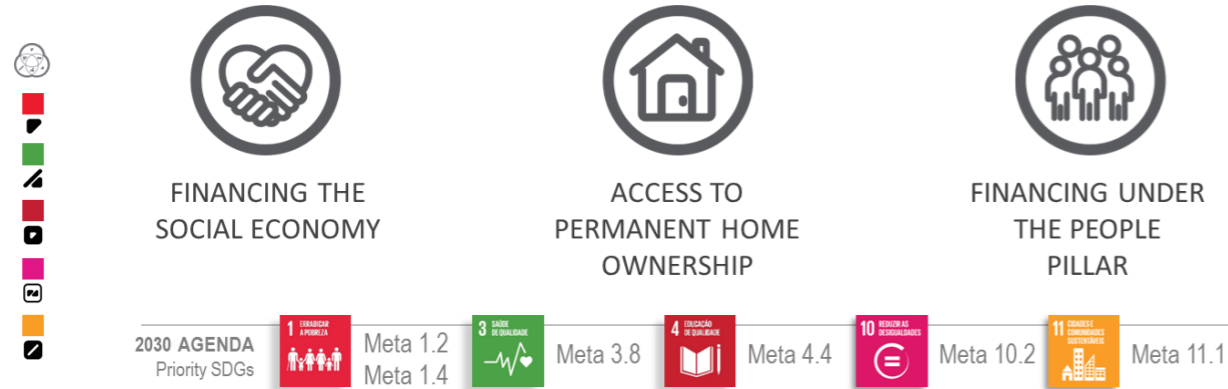 FINANCING THE
SOCIAL ECONOMY
ACCESS TO
PERMANENT HOME
OWNERSHIP
FINANCING UNDER
THE PEOPLE
PILLAR
2030 AGENDA
Priority SDGs
1 ERRADICAR
A POBREZA
Meta 1.2
Meta 1.4
3 SAÚDE
DE QUALIDADE
Meta 3.8
4 EDUCAÇÃO
DE QUALIDADE
Meta 4.4
10 REDUZIR AS
DESIGUALDADES
Meta 10.2
11 CIDADES E
COMUNIDADES
SUSTENTÁVEIS
Meta 11.1